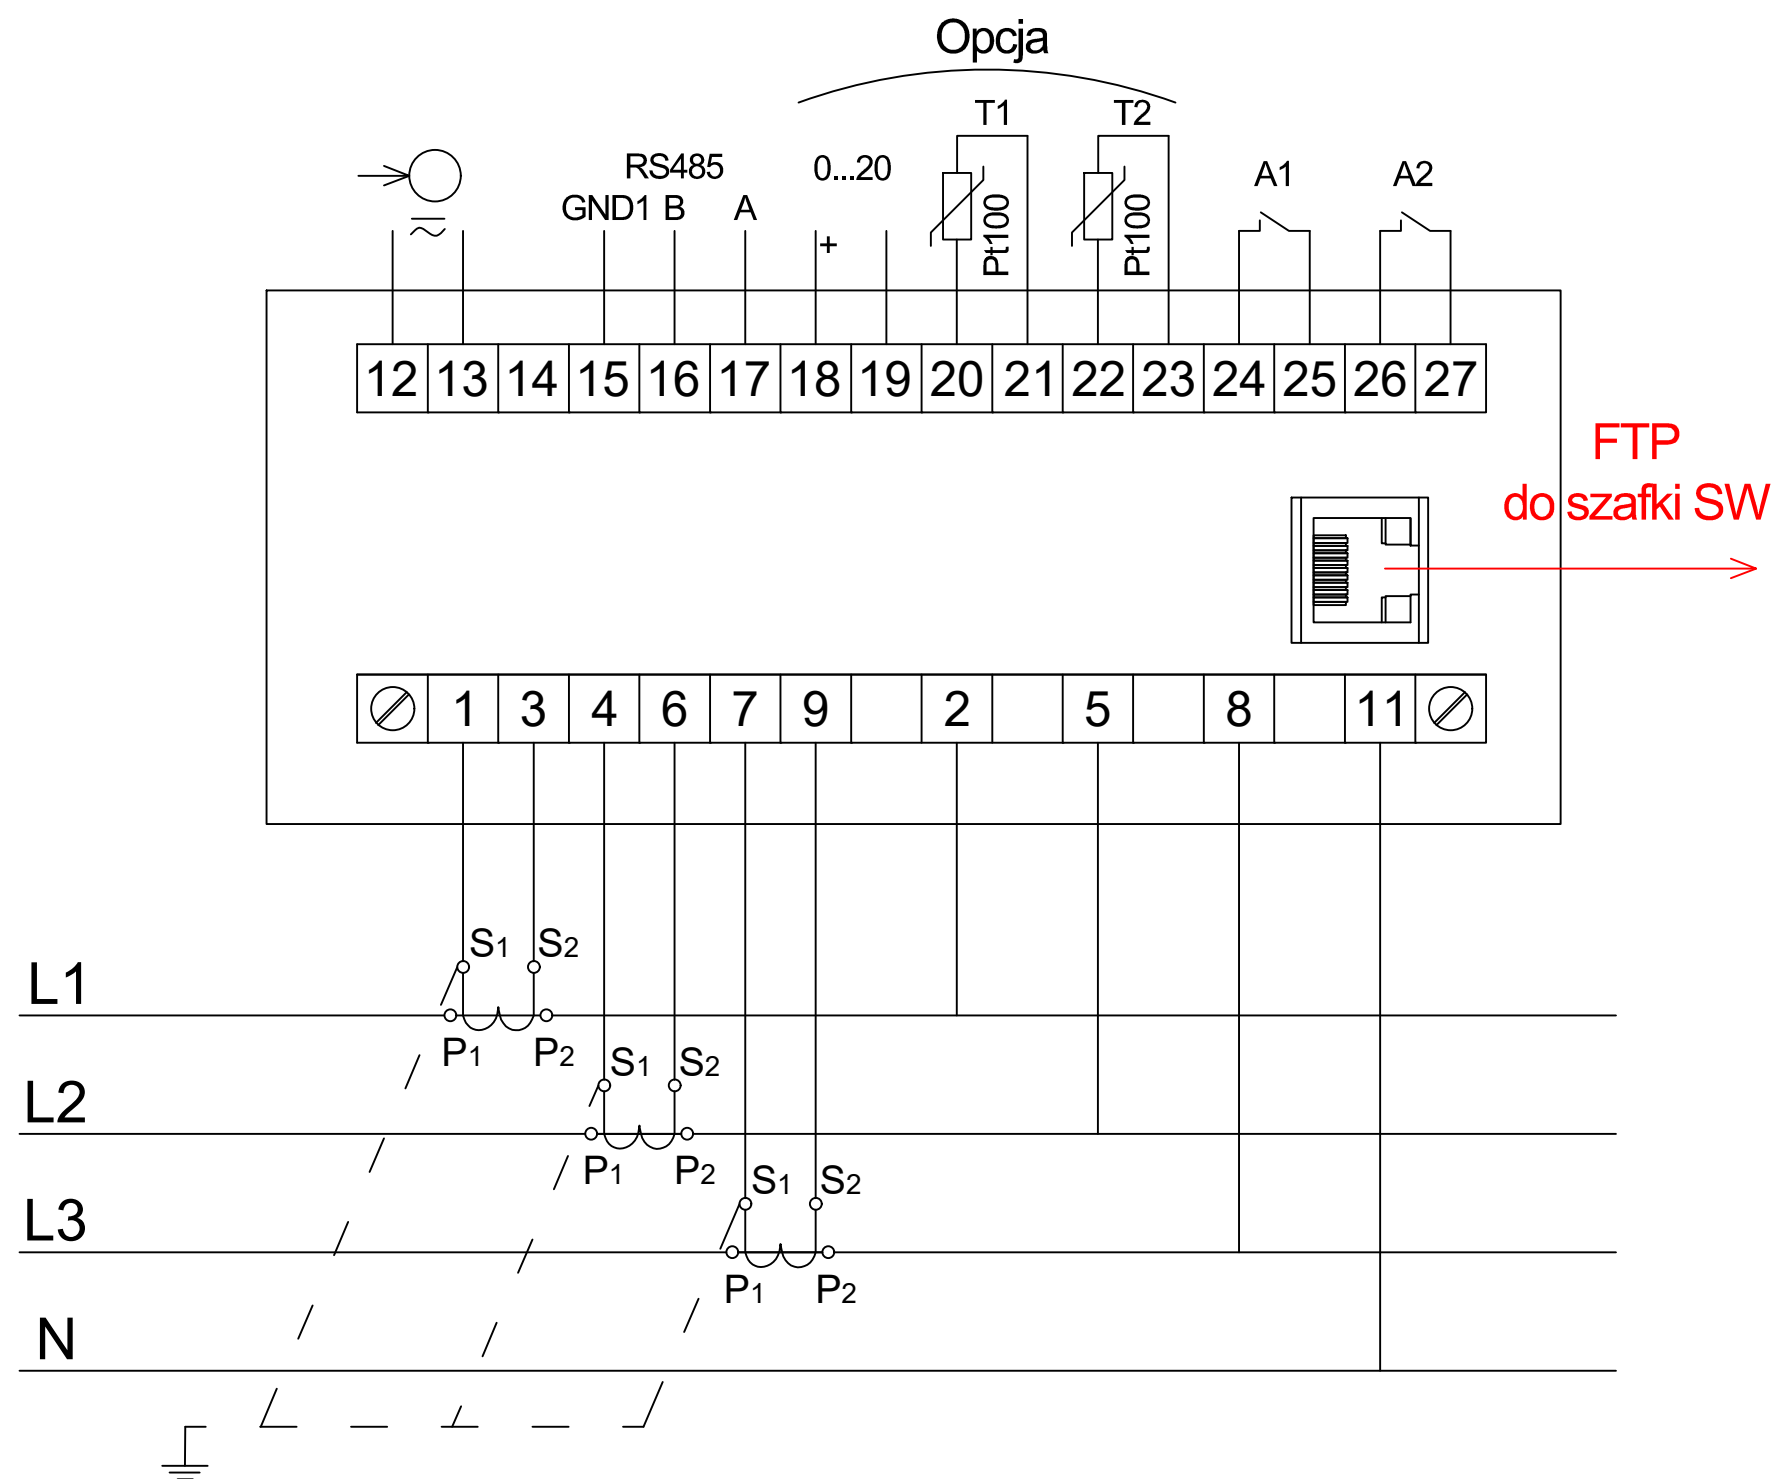 Opcja
T1 T2
RS485 0...20 A1 A2
GND1 B A
+ Pt100 Pt100
12 13 14 15 16 17 18 19 20 21 22 23 24 25 26 27
FTP
do szafki SW
1 3 4 6 7 9 2 5 8 11
S1 S2
L1
P1 P2
S1 S2
L2
P1 P2
S1 S2
L3
P1 P2
N